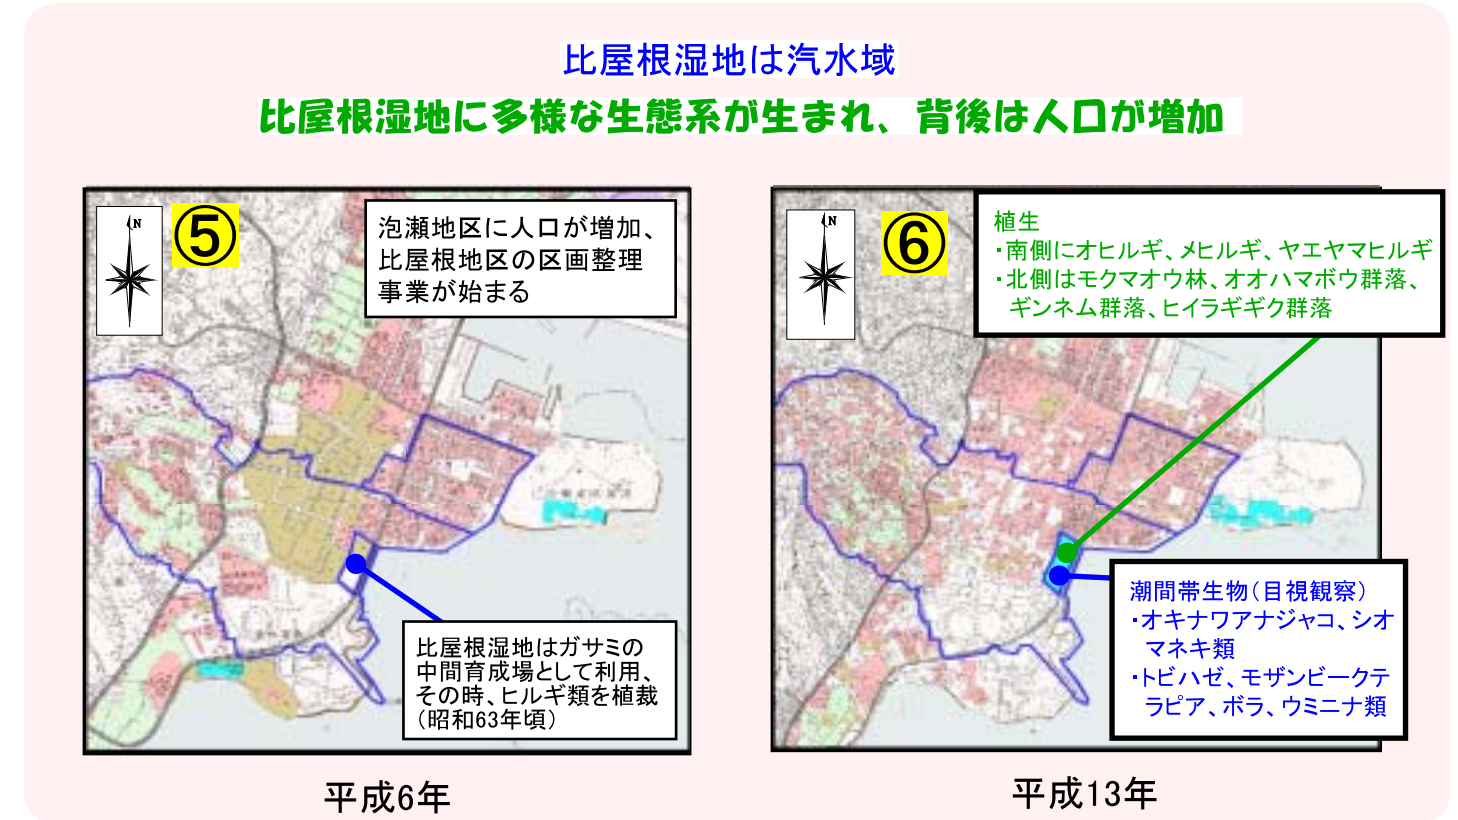 比屋根湿地は汽水域
比屋根湿地に多様な生態系が生まれ、背後は人口が増加
N
⑤
泡瀬地区に人口が増加、
比屋根地区の区画整理
事業が始まる
比屋根湿地はガサミの
中間育成場として利用、
その時、ヒルギ類を植裁
（昭和63年頃）
平成6年
N
⑥
植生
・南側にオヒルギ、メヒルギ、ヤエヤマヒルギ
・北側はモクマオウ林、オオハマボウ群落、
ギンネム群落、ヒイラギギク群落
潮間帯生物（目視観察）
・オキナワアナジャコ、シオ
マネキ類
・トビハゼ、モザンビークテ
ラピア、ボラ、ウミニナ類
平成13年